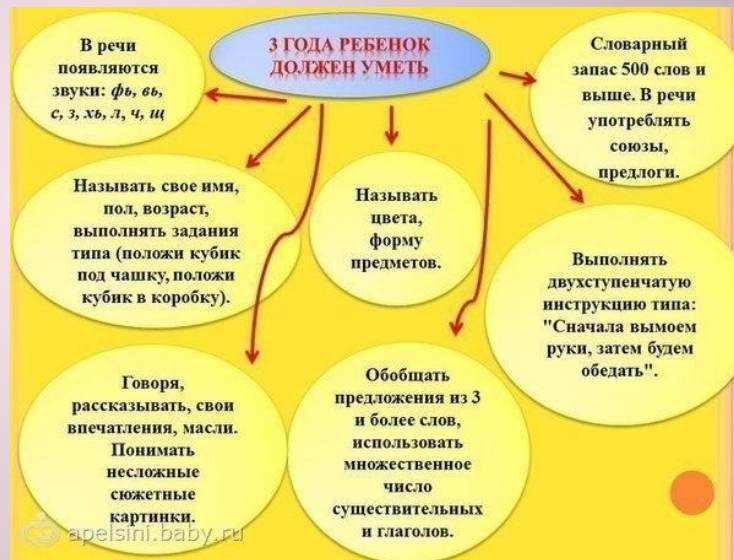 3 ГОДА РЕБЕНОК
ДОЛЖЕН УМЕТЬ
В речи
появляются
звуки: фь, вь,
с, з, хь, л, ч, щ
Словарный
запас 500 слов и
выше. В речи
употреблять
союзы,
предлоги.
Называть свое имя,
пол, возраст,
выполнять задания
типа (положи кубик
под чашку, положи
кубик в коробку).
Называть
цвета,
форму
предметов.
Выполнять
двухступенчатую
инструкцию типа:
"Сначала вымоем
руки, затем будем
обедать".
Говоря,
рассказывать, свои
впечатления, масли.
Понимать
несложные
сюжетные
картинки.
Обобщать
предложения из 3
и более слов,
использовать
множественное
число
существительных
и глаголов.
apelsini.baby.ru